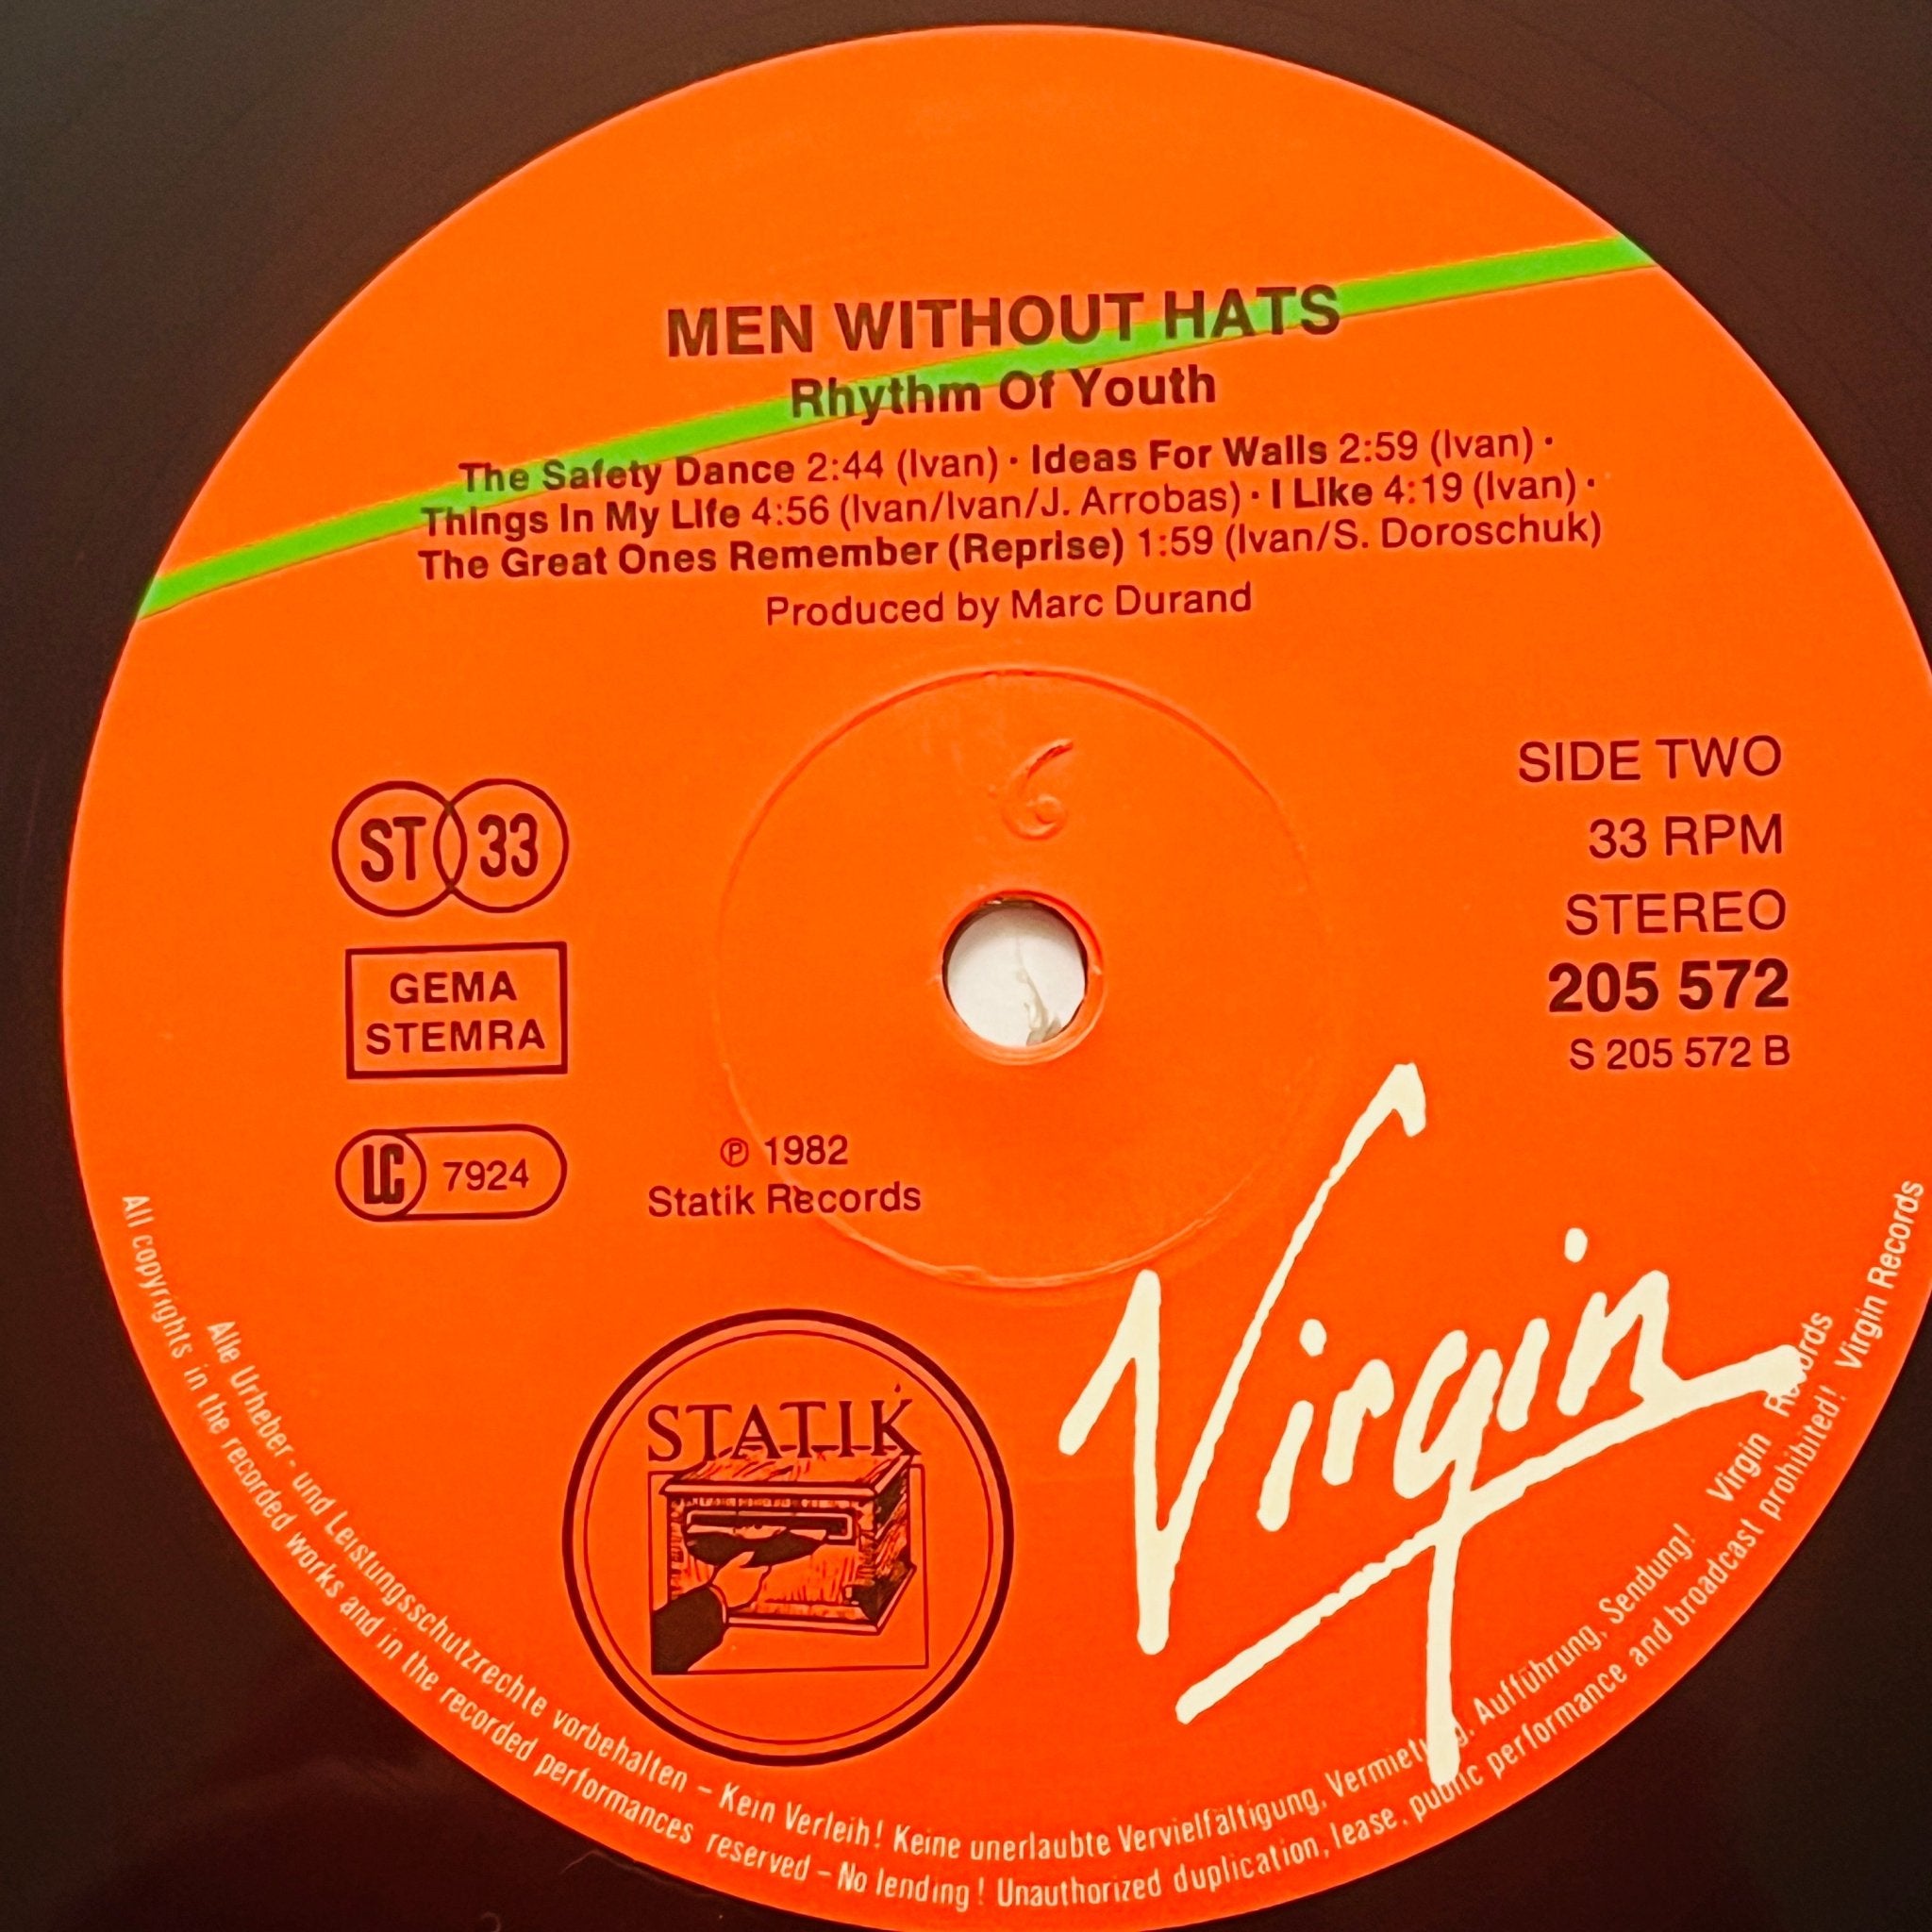 MEN WITHOUT HATS
Rhythm Of Youth
The Safety Dance 2:44 (Ivan) · Ideas For Walls 2:59 (Ivan) ·
Things In My Life 4:56 (Ivan/Ivan/J. Arrobas) · I Like 4:19 (Ivan) ·
The Great Ones Remember (Reprise) 1:59 (Ivan/S. Doroschuk)
Produced by Marc Durand
6
ST 33
GEMA
STEMRA
LC 7924
SIDE TWO
33 RPM
STEREO
205 572
S 205 572 B
℗ 1982
Statik Records
STATIK
Virgin
Alle Urheber- und Leistungsschutzrechte vorbehalten – Kein Verleih! Keine unerlaubte Vervielfältigung, Vermietung, Aufführung, Sendung! Virgin Records
All copyrights in the recorded works and in the recorded performances reserved – No lending! Unauthorized duplication, lease, public performance and broadcast prohibited! Virgin Records